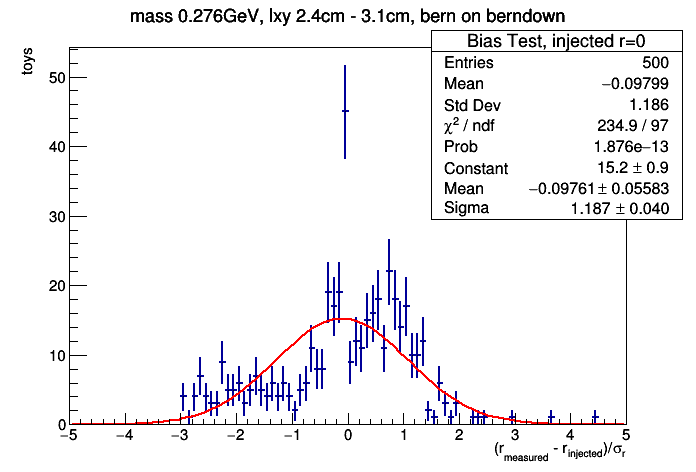 mass 0.276GeV, lxy 2.4cm - 3.1cm, bern on berndown
Bias Test, injected r=0
Entries 500
Mean −0.09799
Std Dev 1.186
χ² / ndf 234.9 / 97
Prob 1.876e−13
Constant 15.2 ± 0.9
Mean −0.09761 ± 0.05583
Sigma 1.187 ± 0.040
toys
50
40
30
20
10
0
−5 −4 −3 −2 −1 0 1 2 3 4 5
(r_measured - r_injected)/σ_r